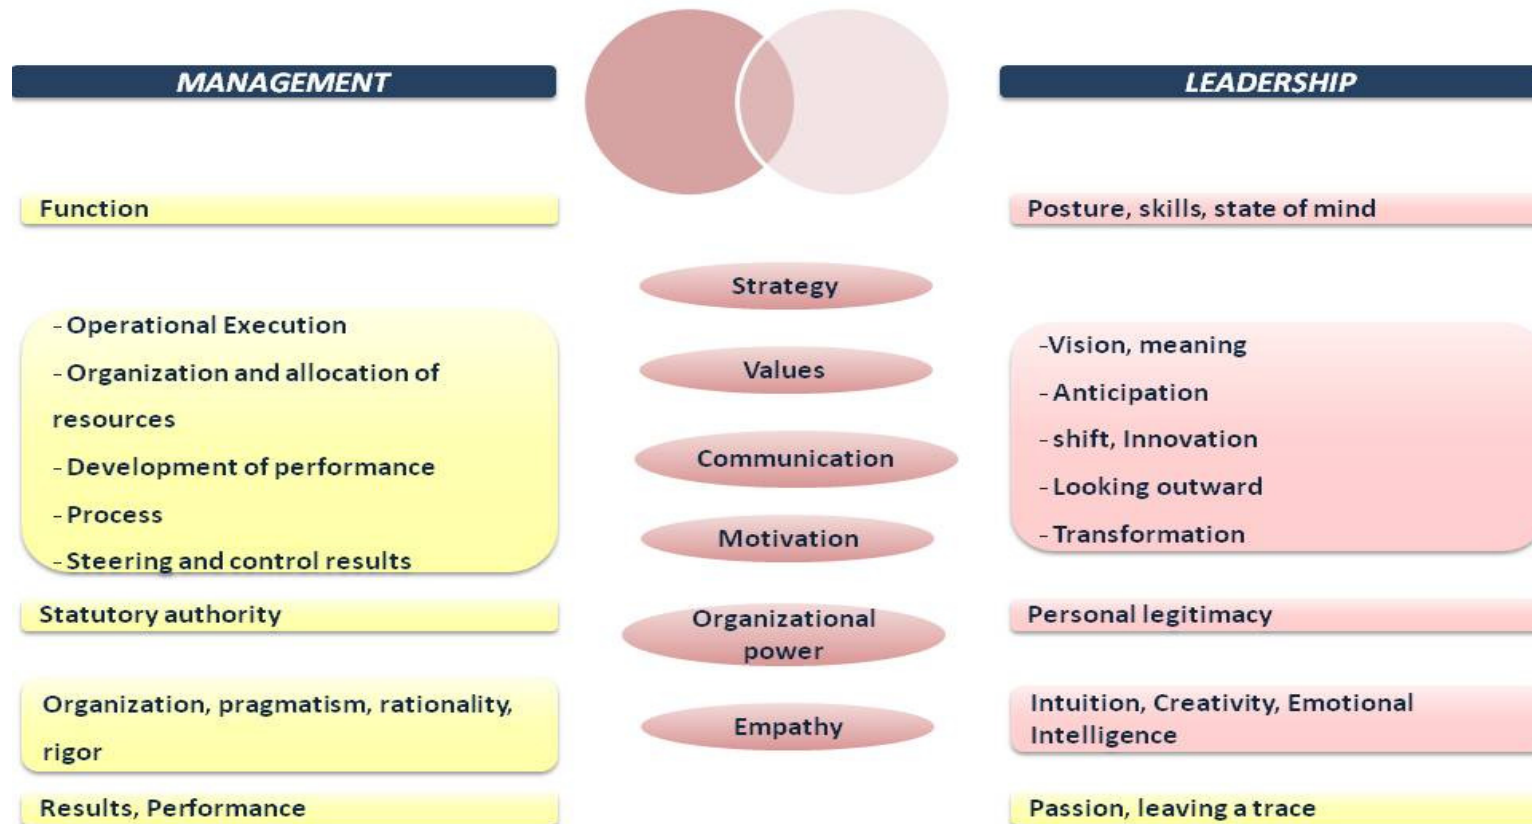 MANAGEMENT
Function
- Operational Execution
- Organization and allocation of
resources
- Development of performance
- Process
- Steering and control results
Statutory authority
Organization, pragmatism, rationality,
rigor
Results, Performance
Strategy
Values
Communication
Motivation
Organizational
power
Empathy
LEADERSHIP
Posture, skills, state of mind
-Vision, meaning
- Anticipation
- shift, Innovation
- Looking outward
- Transformation
Personal legitimacy
Intuition, Creativity, Emotional
Intelligence
Passion, leaving a trace